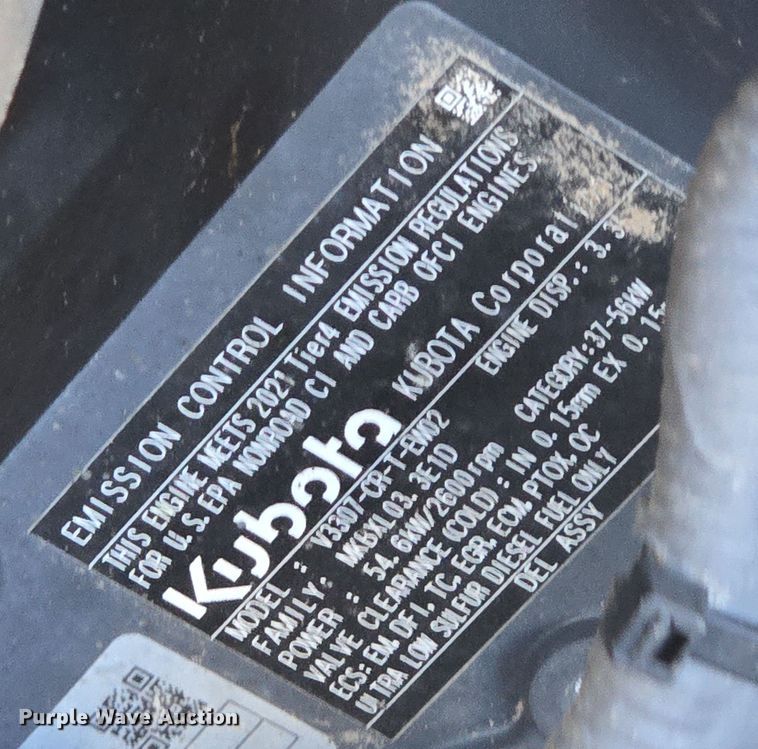 EMISSION CONTROL INFORMATION
THIS ENGINE MEETS 2021 Tier4 EMISSION REGULATIONS
FOR U.S. EPA NONROAD CI AND CARB OFCI ENGINES
Kubota KUBOTA Corporat
MODEL : V3307-CR-T-EW02 ENGINE DISP.: 3.3
FAMILY: MKBXL03.3E1D
POWER : 54.6kW/2600rpm CATEGORY:37-56kW
VALVE CLEARANCE (COLD): IN 0.15mm EX 0.15
ECS:EM, DFI, TC, EGR, ECM, PTOX, OC
ULTRA LOW SULFUR DIESEL FUEL ONLY
DEL ASSY
Purple Wave Auction